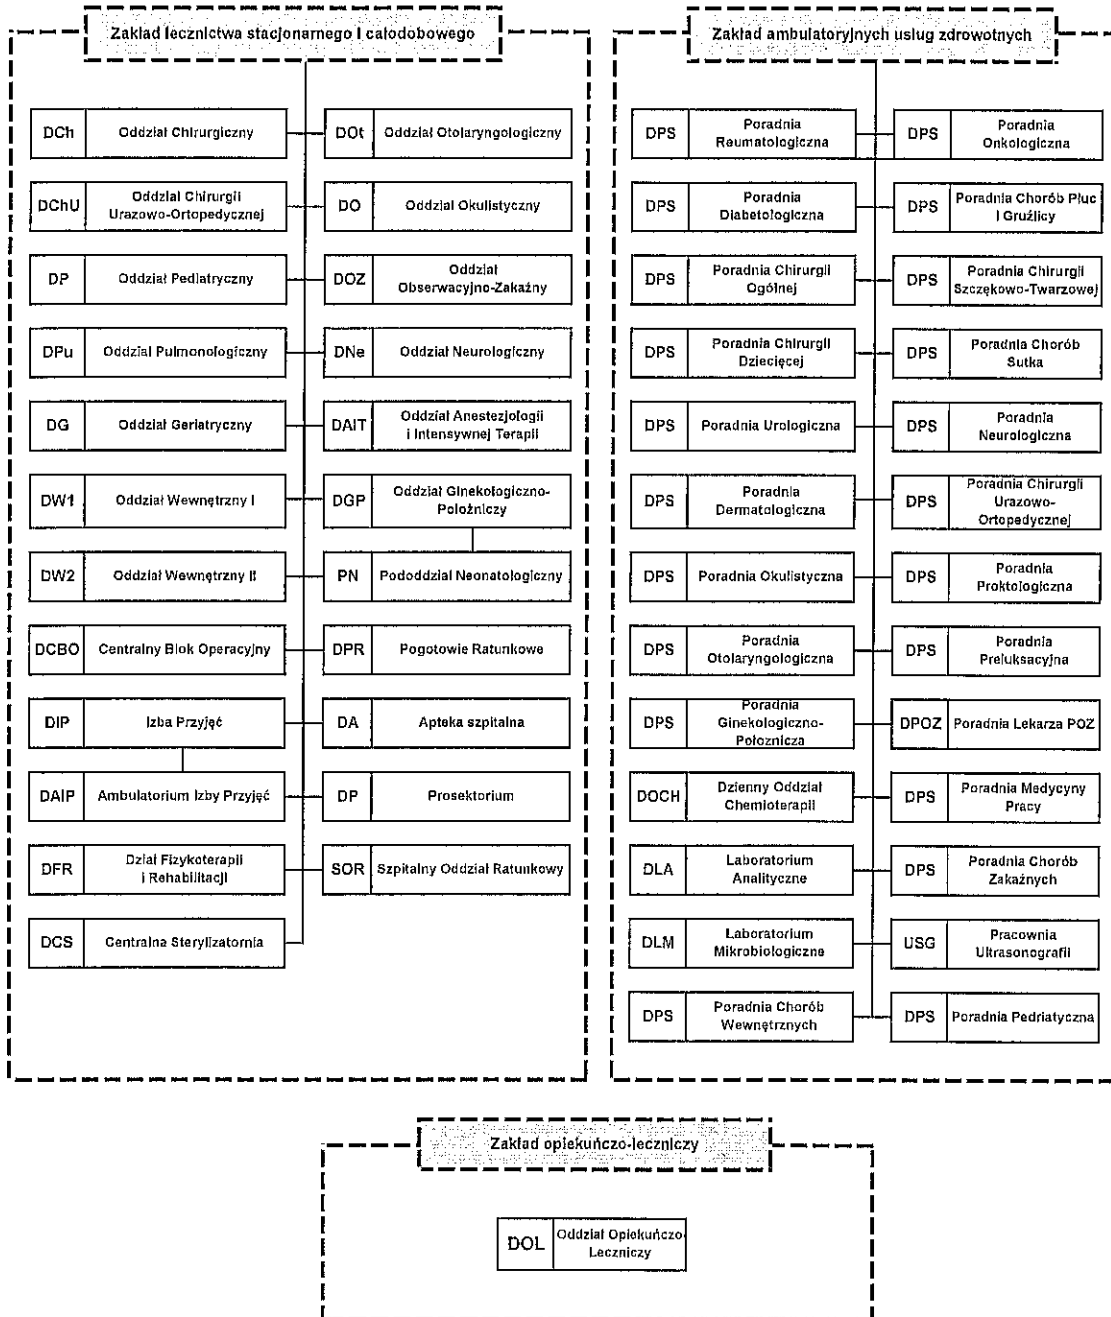 Zakład lecznictwa stacjonarnego i całodobowego
DCh
Oddział Chirurgiczny
DOt
Oddział Otolaryngologiczny
DChU
Oddział Chirurgii
Urazowo-Ortopedycznej
DO
Oddział Okulistyczny
DP
Oddział Pediatryczny
DOZ
Oddział
Obserwacyjno-Zakaźny
DPu
Oddział Pulmonologiczny
DNe
Oddział Neurologiczny
DG
Oddział Geriatryczny
DAIT
Oddział Anestezjologii
i Intensywnej Terapii
DW1
Oddział Wewnętrzny I
DGP
Oddział Ginekologiczno-
Położniczy
DW2
Oddział Wewnętrzny II
PN
Pododdział Neonatologiczny
DCBO
Centralny Blok Operacyjny
DPR
Pogotowie Ratunkowe
DIP
Izba Przyjęć
DA
Apteka szpitalna
DAIP
Ambulatorium Izby Przyjęć
DP
Prosektorium
DFR
Dział Fizykoterapii
i Rehabilitacji
SOR
Szpitalny Oddział Ratunkowy
DCS
Centralna Sterylizatornia
Zakład ambulatoryjnych usług zdrowotnych
DPS
Poradnia
Reumatologiczna
DPS
Poradnia
Onkologiczna
DPS
Poradnia
Diabetologiczna
DPS
Poradnia Chorób Płuc
i Gruźlicy
DPS
Poradnia Chirurgii
Ogólnej
DPS
Poradnia Chirurgii
Szczękowo-Twarzowej
DPS
Poradnia Chirurgii
Dziecięcej
DPS
Poradnia Chorób
Sutka
DPS
Poradnia Urologiczna
DPS
Poradnia
Neurologiczna
DPS
Poradnia
Dermatologiczna
DPS
Poradnia Chirurgii
Urazowo-
Ortopedycznej
DPS
Poradnia Okulistyczna
DPS
Poradnia
Proktologiczna
DPS
Poradnia
Otolaryngologiczna
DPS
Poradnia
Preluksacyjna
DPS
Poradnia
Ginekologiczno-
Położnicza
DPOZ
Poradnia Lekarza POZ
DOCH
Dzienny Oddział
Chemioterapii
DPS
Poradnia Medycyny
Pracy
DLA
Laboratorium
Analityczne
DPS
Poradnia Chorób
Zakaźnych
DLM
Laboratorium
Mikrobiologiczne
USG
Pracownia
Ultrasonografii
DPS
Poradnia Chorób
Wewnętrznych
DPS
Poradnia Pedriatyczna
Zakład opiekuńczo-leczniczy
DOL
Oddział Opiekuńczo-
Leczniczy